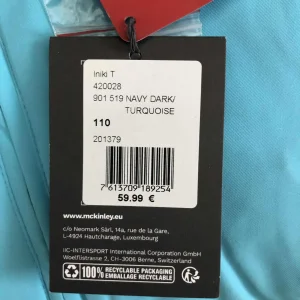 Iniki T
420028
901 519 NAVY DARK/
TURQUOISE
110
201379
7 613709 189254
59.99 €
www.mckinley.eu
c/o Neomark Sàrl, 14a, rue de la Gare,
L-4924 Hautcharage, Luxembourg
IIC-INTERSPORT International Corporation GmbH
Woelflistrasse 2, CH-3006 Berne, Switzerland
100% RECYCLABLE PACKAGING
EMBALLAGE RECYCLABLE